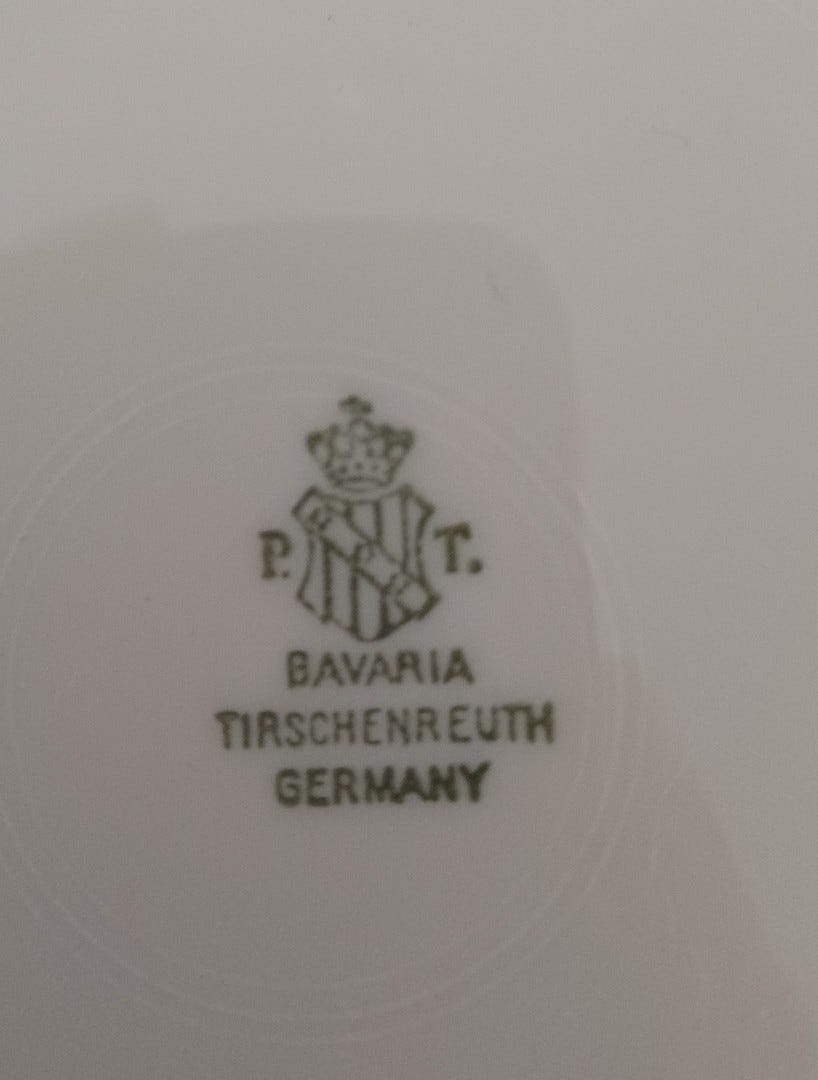 P. T.
BAVARIA
TIRSCHENREUTH
GERMANY